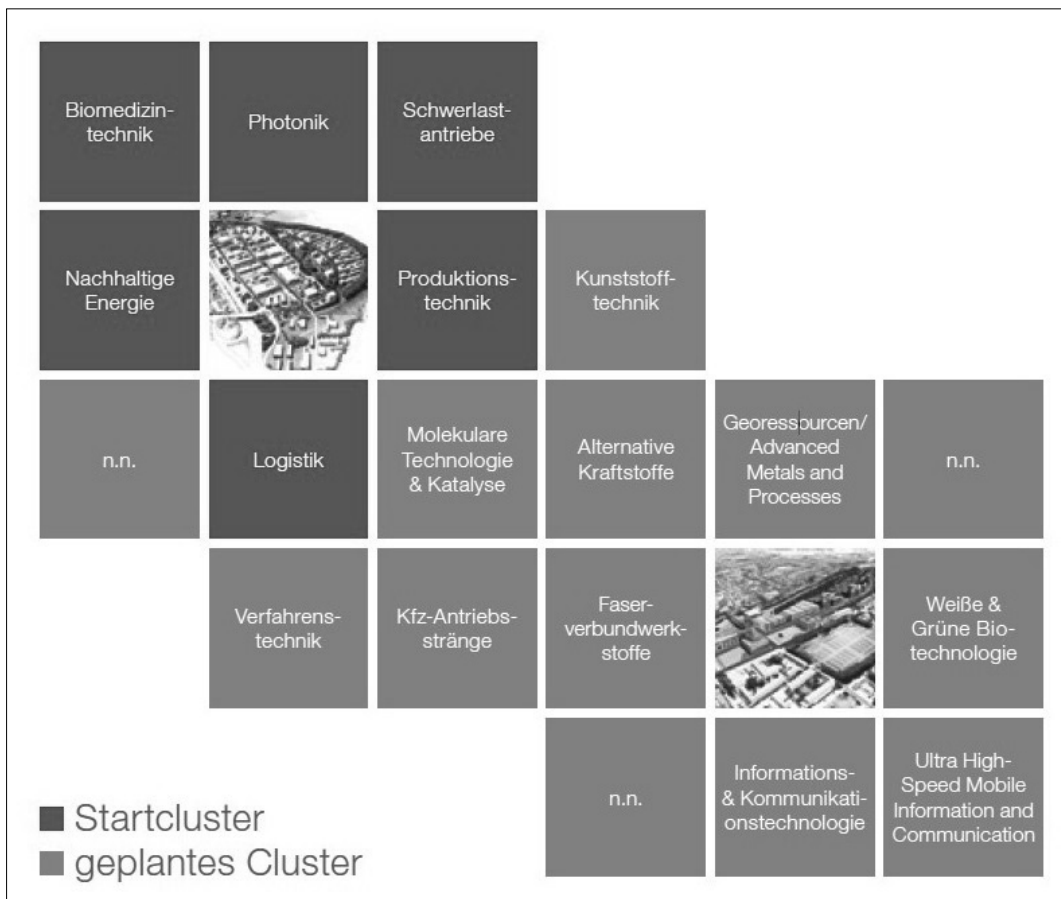 Biomedizin-
technik
Photonik
Schwerlast-
antriebe
Nachhaltige
Energie
Produktions-
technik
Kunststoff-
technik
n.n.
Logistik
Molekulare
Technologie
& Katalyse
Alternative
Kraftstoffe
Georessourcen/
Advanced
Metals and
Processes
n.n.
Verfahrens-
technik
Kfz-Antriebs-
stränge
Faser-
verbundwerk-
stoffe
Weiße &
Grüne Bio-
technologie
n.n.
Informations-
& Kommunikati-
onstechnologie
Ultra High-
Speed Mobile
Information and
Communication
Startcluster
geplantes Cluster